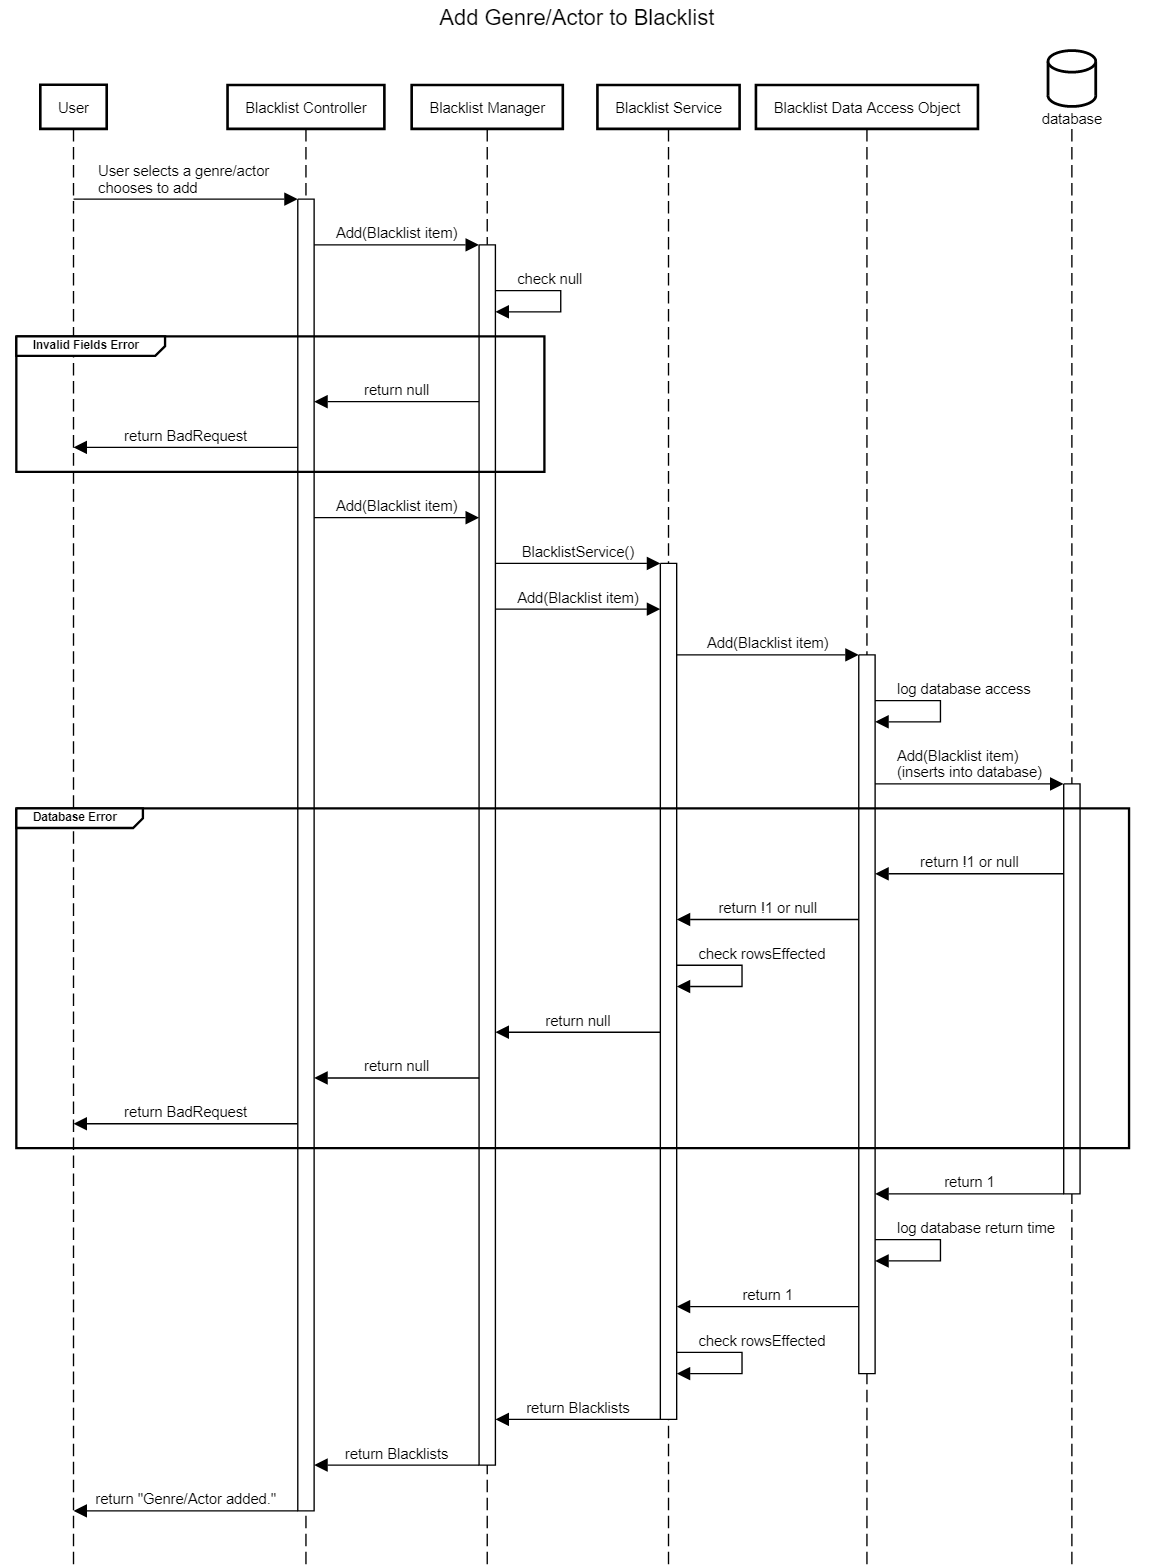 Add Genre/Actor to Blacklist
User
Blacklist Controller
Blacklist Manager
Blacklist Service
Blacklist Data Access Object
database
User selects a genre/actor
chooses to add
Add(Blacklist item)
check null
Invalid Fields Error
return null
return BadRequest
Add(Blacklist item)
BlacklistService()
Add(Blacklist item)
Add(Blacklist item)
log database access
Add(Blacklist item)
(inserts into database)
Database Error
return !1 or null
return !1 or null
check rowsEffected
return null
return null
return BadRequest
return 1
log database return time
return 1
check rowsEffected
return Blacklists
return Blacklists
return "Genre/Actor added."